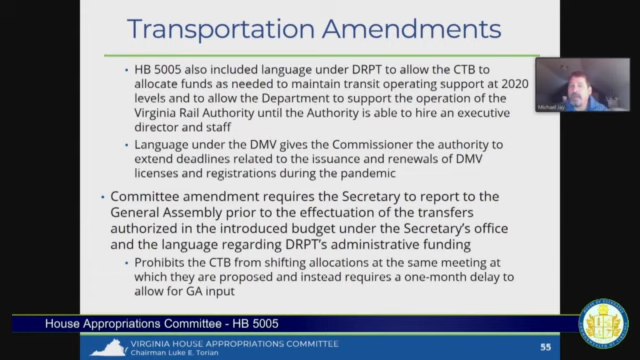 Transportation Amendments
• HB 5005 also included language under DRPT to allow the CTB to
allocate funds as needed to maintain transit operating support at 2020
levels and to allow the Department to support the operation of the
Virginia Rail Authority until the Authority is able to hire an executive
director and staff
• Language under the DMV gives the Commissioner the authority to
extend deadlines related to the issuance and renewals of DMV
licenses and registrations during the pandemic
• Committee amendment requires the Secretary to report to the
General Assembly prior to the effectuation of the transfers
authorized in the introduced budget under the Secretary's office
and the language regarding DRPT's administrative funding
• Prohibits the CTB from shifting allocations at the same meeting at
which they are proposed and instead requires a one-month delay to
allow for GA input
Michael Jay
House Appropriations Committee - HB 5005
VIRGINIA HOUSE APPROPRIATIONS COMMITTEE
Chairman Luke E. Torian
55